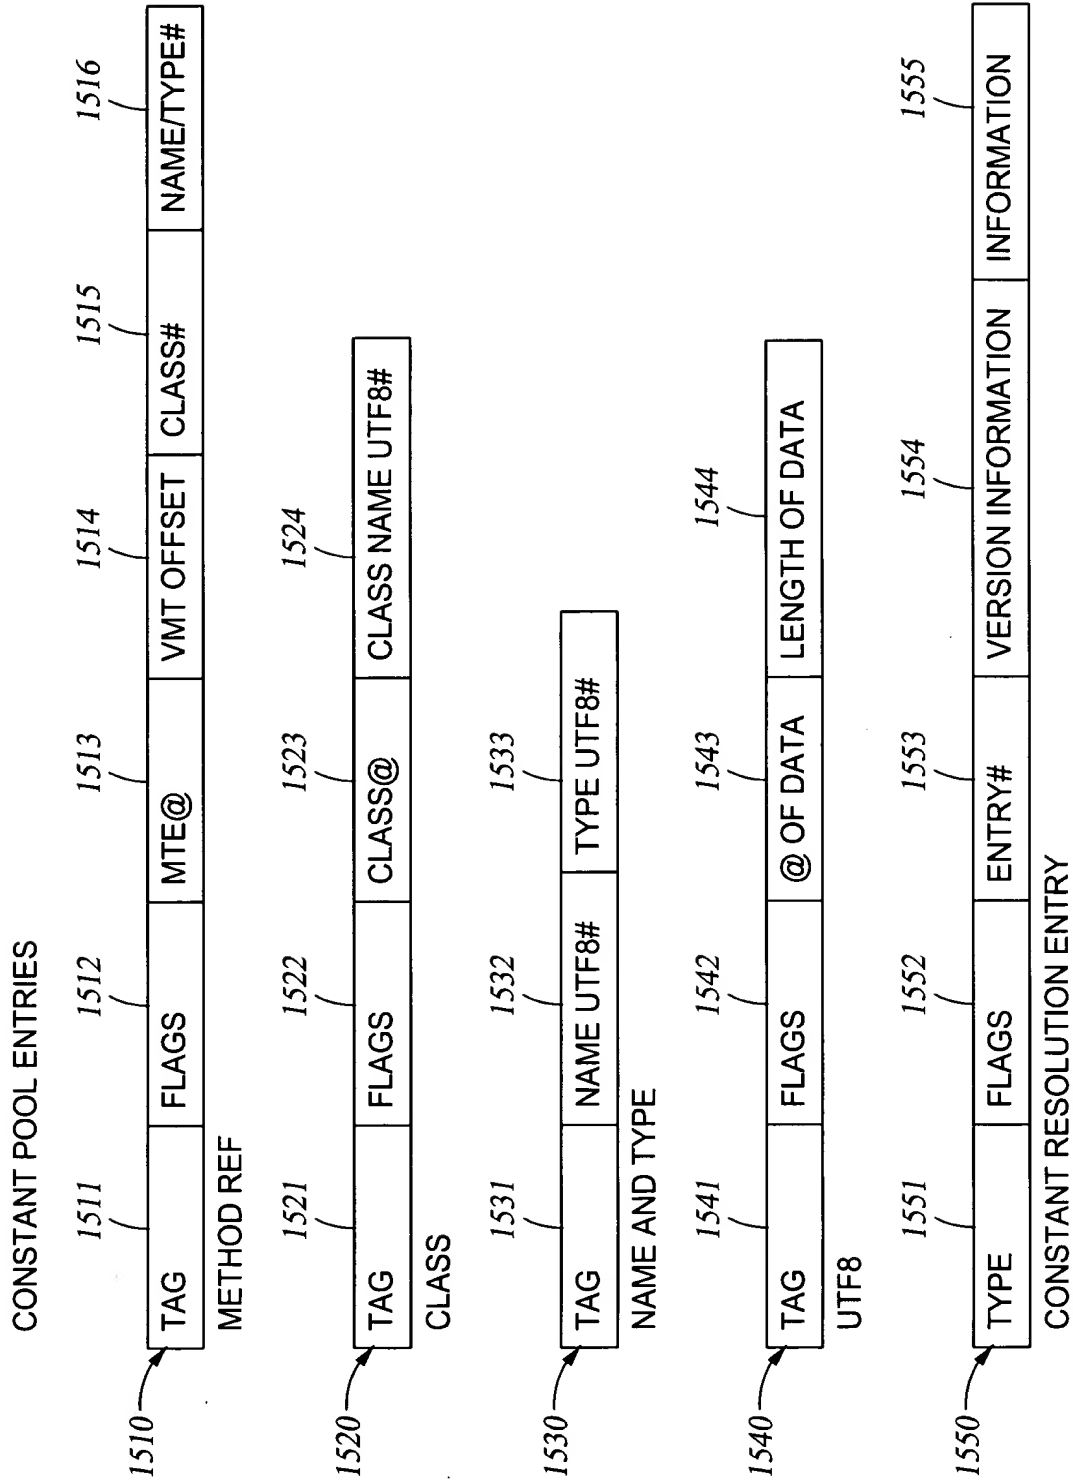 CONSTANT POOL ENTRIES
1511 1512 1513 1514 1515 1516
1510 TAG FLAGS MTE@ VMT OFFSET CLASS# NAME/TYPE#
METHOD REF
1521 1522 1523 1524
1520 TAG FLAGS CLASS@ CLASS NAME UTF8#
CLASS
1531 1532 1533
1530 TAG NAME UTF8# TYPE UTF8#
NAME AND TYPE
1541 1542 1543 1544
1540 TAG FLAGS @ OF DATA LENGTH OF DATA
UTF8
1551 1552 1553 1554 1555
1550 TYPE FLAGS ENTRY# VERSION INFORMATION INFORMATION
CONSTANT RESOLUTION ENTRY